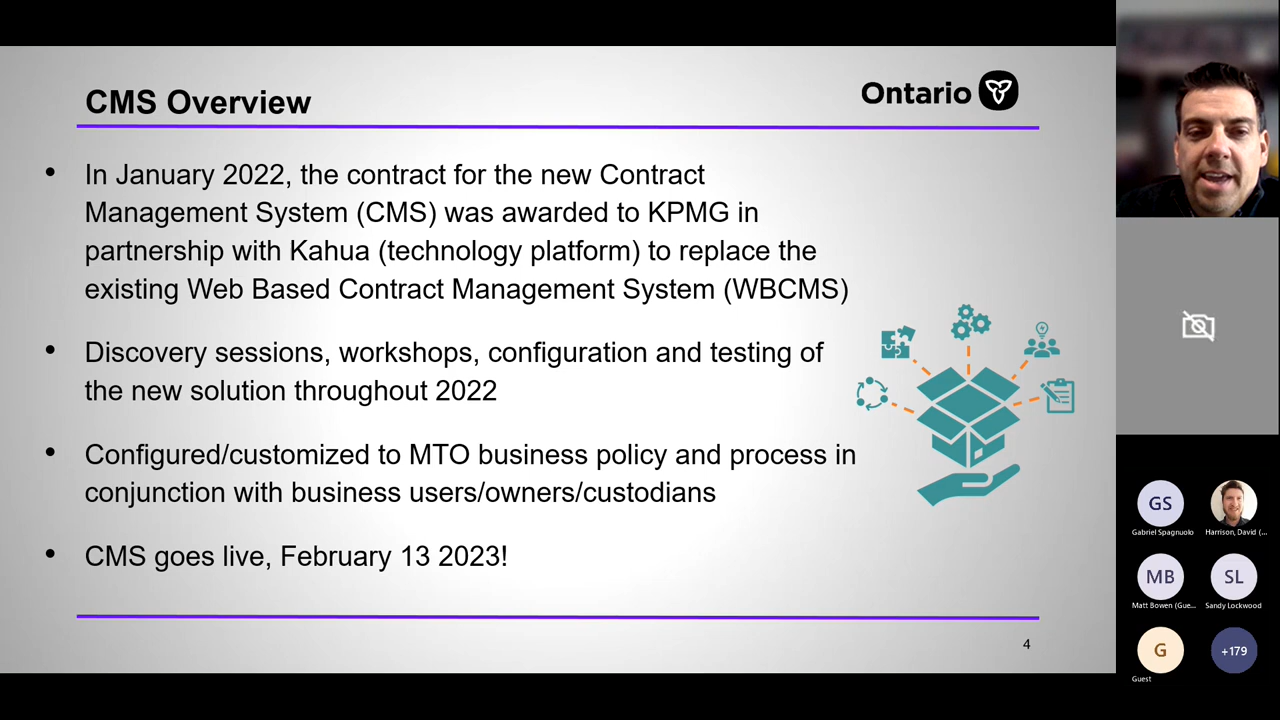 CMS Overview
Ontario
• In January 2022, the contract for the new Contract
Management System (CMS) was awarded to KPMG in
partnership with Kahua (technology platform) to replace the
existing Web Based Contract Management System (WBCMS)
• Discovery sessions, workshops, configuration and testing of
the new solution throughout 2022
• Configured/customized to MTO business policy and process in
conjunction with business users/owners/custodians
• CMS goes live, February 13 2023!
4
GS
Gabriel Spagnuolo
Harrison, David (...
MB
Matt Bowen (Gue...
SL
Sandy Lockwood
G
Guest
+179